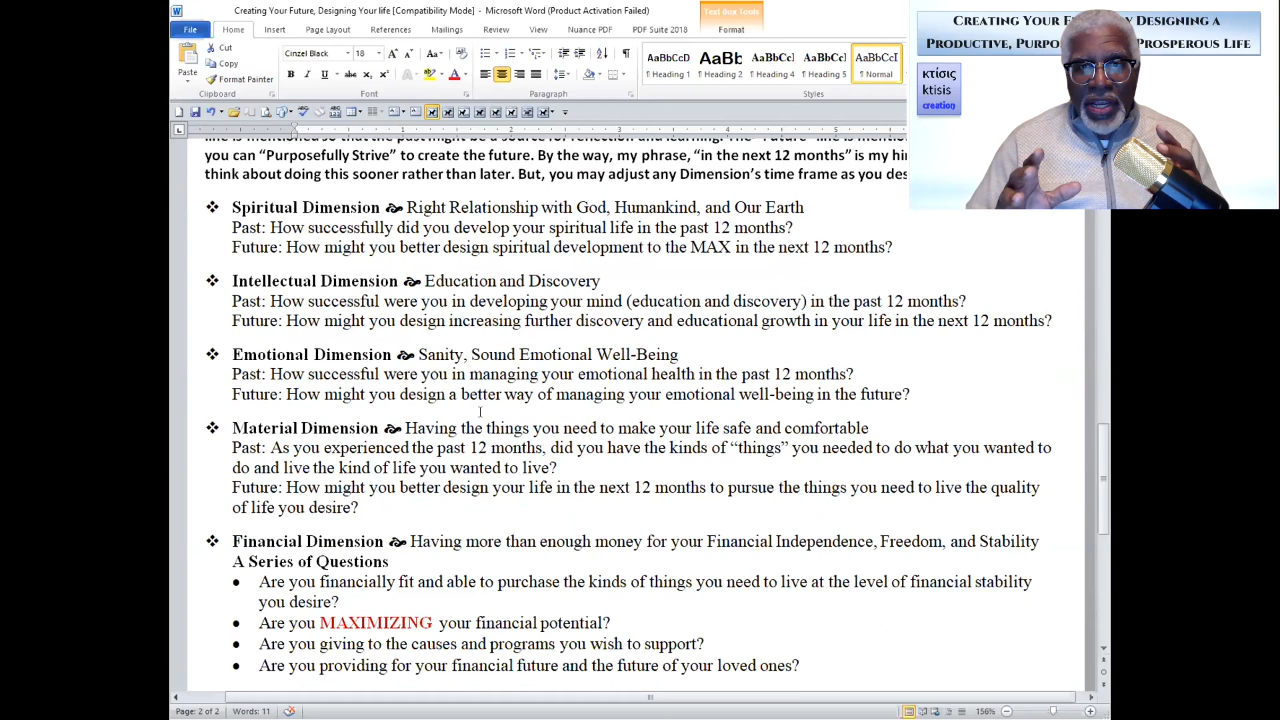 Creating Your Future, Designing Your life [Compatibility Mode] - Microsoft Word (Product Activation Failed)
Text Box Tools
File Home Insert Page Layout References Mailings Review Nuance PDF PDF Suite 2018 Format
Paste
Cut
Copy
Format Painter
Clipboard
Cinzel Black 18
Font
Paragraph
AaBbCcD AaBb AaBbCcl AaBbCcl AaBbCcI
¶ Heading 1 ¶ Heading 2 ¶ Heading 4 ¶ Heading 5 ¶ Normal
Styles
Creating Your Designing a
Productive, Prosperous Life
κτίσις
ktisis
creation
you can “Purposefully Strive” to create the future. By the way, my phrase, “in the next 12 months” is my
think about doing this sooner rather than later. But, you may adjust any Dimension’s time frame as you
❖ Spiritual Dimension Right Relationship with God, Humankind, and Our Earth
Past: How successfully did you develop your spiritual life in the past 12 months?
Future: How might you better design spiritual development to the MAX in the next 12 months?
❖ Intellectual Dimension Education and Discovery
Past: How successful were you in developing your mind (education and discovery) in the past 12 months?
Future: How might you design increasing further discovery and educational growth in your life in the next 12 months?
❖ Emotional Dimension Sanity, Sound Emotional Well-Being
Past: How successful were you in managing your emotional health in the past 12 months?
Future: How might you design a better way of managing your emotional well-being in the future?
❖ Material Dimension Having the things you need to make your life safe and comfortable
Past: As you experienced the past 12 months, did you have the kinds of “things” you needed to do what you wanted to
do and live the kind of life you wanted to live?
Future: How might you better design your life in the next 12 months to pursue the things you need to live the quality
of life you desire?
❖ Financial Dimension Having more than enough money for your Financial Independence, Freedom, and Stability
A Series of Questions
• Are you financially fit and able to purchase the kinds of things you need to live at the level of financial stability
you desire?
• Are you MAXIMIZING your financial potential?
• Are you giving to the causes and programs you wish to support?
• Are you providing for your financial future and the future of your loved ones?
Page: 2 of 2 Words: 11 156%